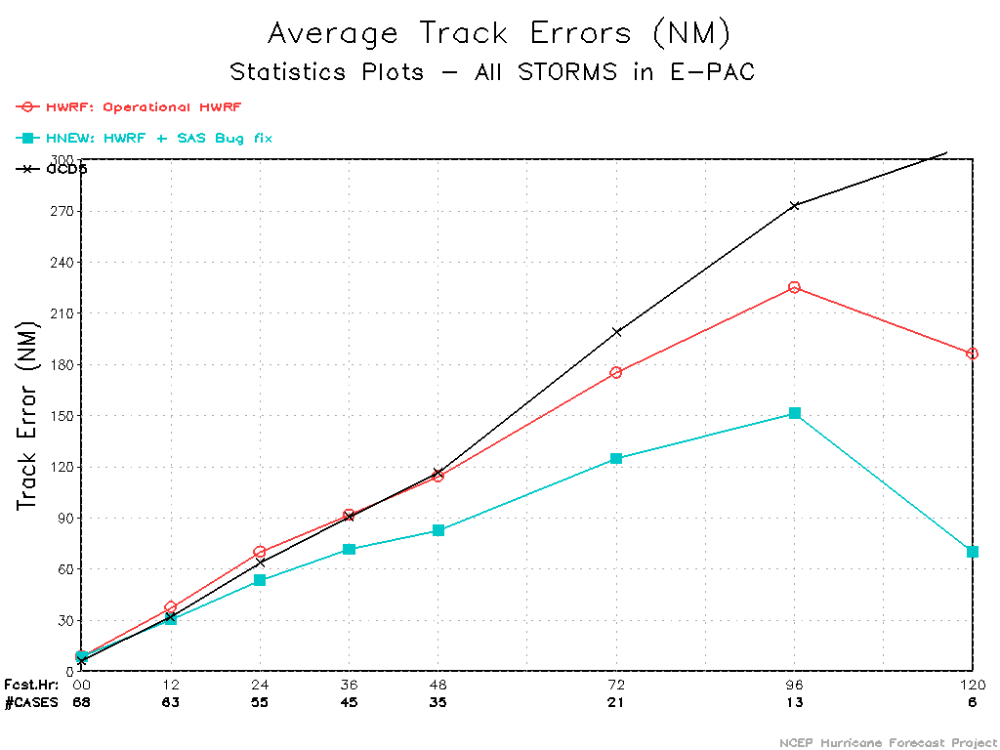 Average Track Errors (NM)
Statistics Plots - All STORMS in E-PAC
HWRF: Operational HWRF
HNEW: HWRF + SAS Bug fix
OCD5
300
270
240
210
180
150
120
90
60
30
0
Track Error (NM)
Fcst.Hr: 00 12 24 36 48 72 96 120
#CASES 68 63 55 45 35 21 13 6
NCEP Hurricane Forecast Project